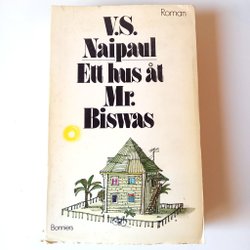 Roman
V.S.
Naipaul
Ett hus åt
Mr.
Biswas
Bonniers